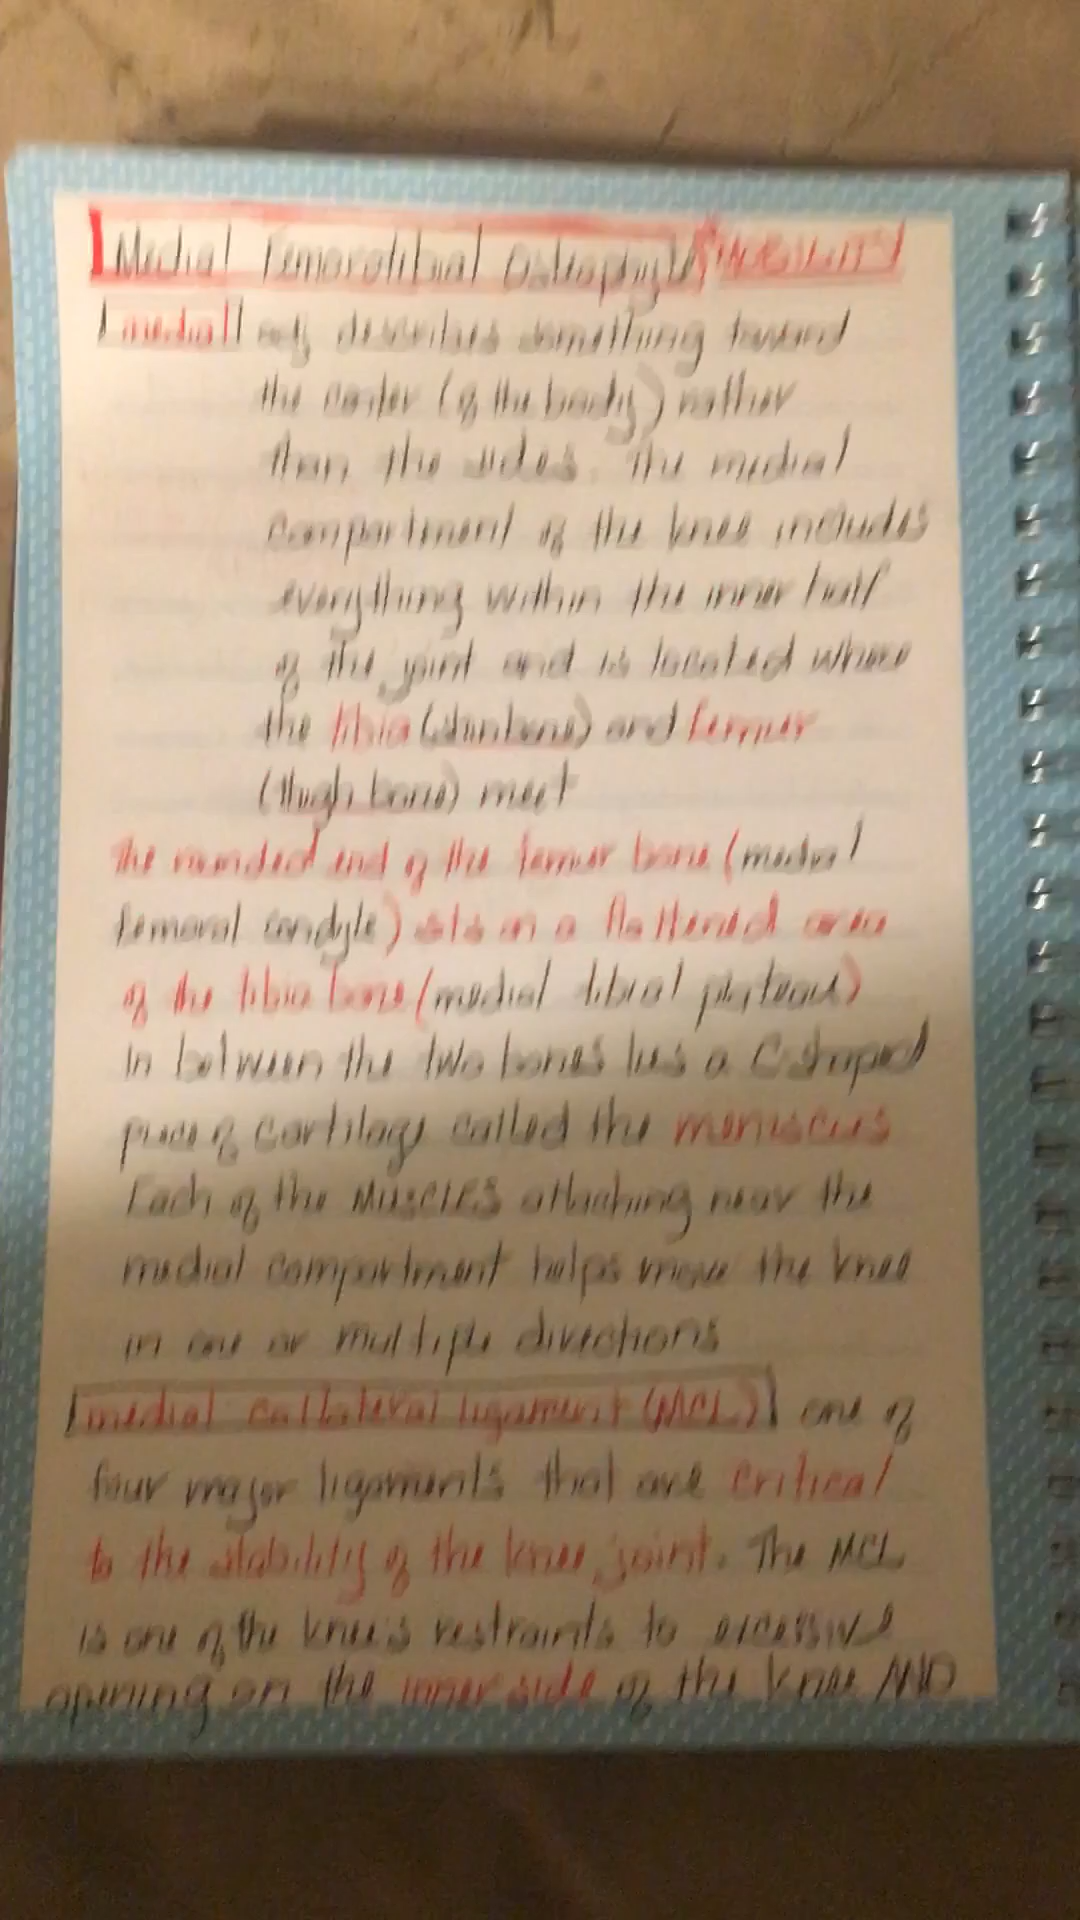 Medial Femorotibial Osteophyte
medial adj describes something toward
the center (of the body) rather
than the sides. The medial
compartment of the knee includes
everything within the inner half
of the joint and is located where
the tibia (shinbone) and femur
(thigh bone) meet
the rounded end of the femur bone (medial
femoral condyle) sits on a flattened area
of the tibia bone (medial tibial plateau)
In between the two bones lies a C-shaped
piece of cartilage called the meniscus
Each of the MUSCLES attaching near the
medial compartment helps move the knee
in one or multiple directions
medial collateral ligament (MCL) one of
four major ligaments that are critical
to the stability of the knee joint. The MCL
is one of the knee's restraints to excessive
opening on the inner side of the knee AND